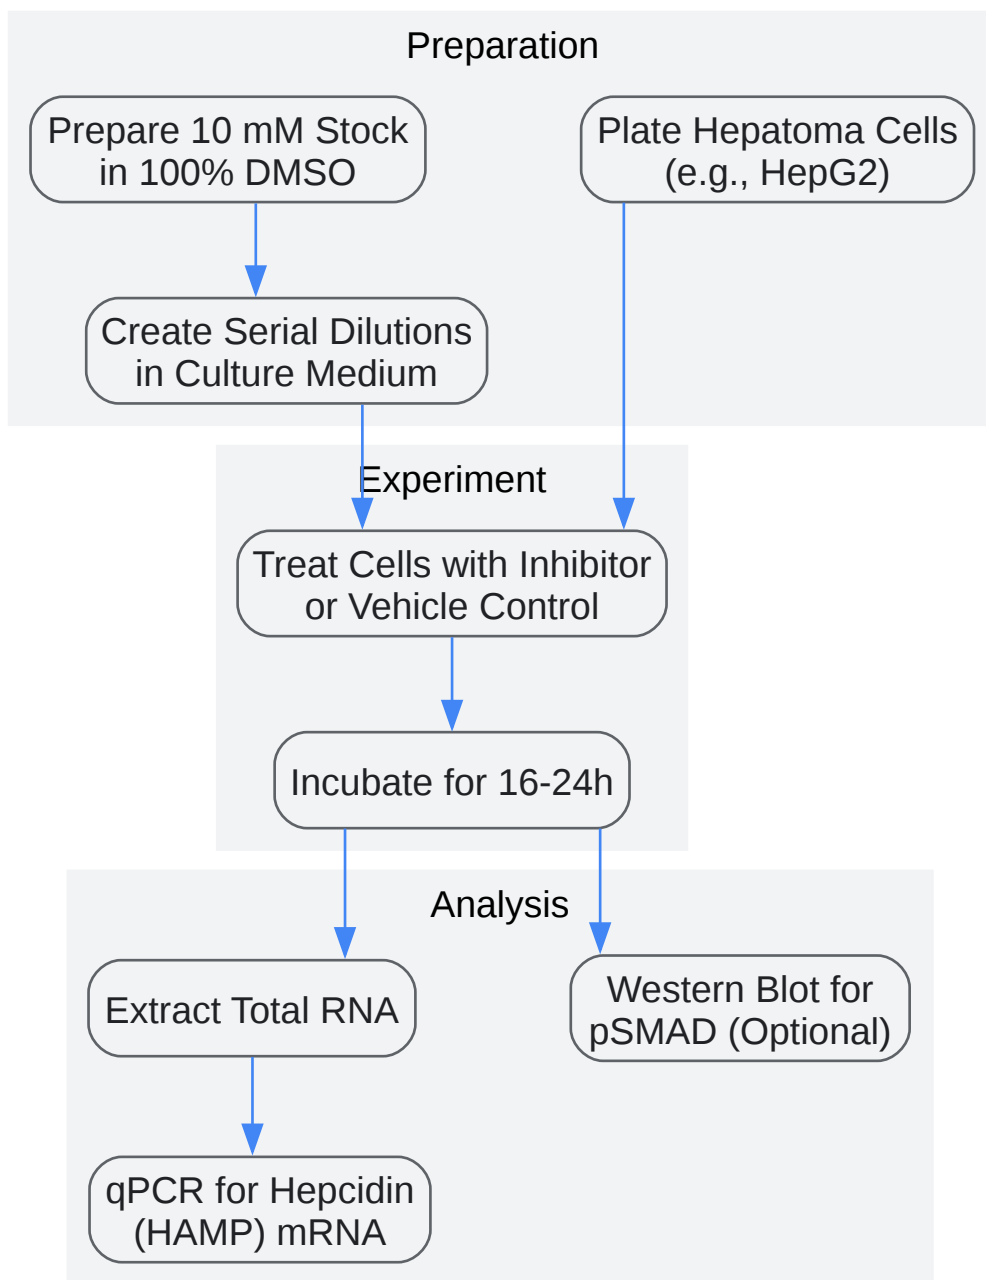 Preparation
Prepare 10 mM Stock
in 100% DMSO
Plate Hepatoma Cells
(e.g., HepG2)
Create Serial Dilutions
in Culture Medium
Experiment
Treat Cells with Inhibitor
or Vehicle Control
Incubate for 16-24h
Analysis
Extract Total RNA
Western Blot for
pSMAD (Optional)
qPCR for Hepcidin
(HAMP) mRNA